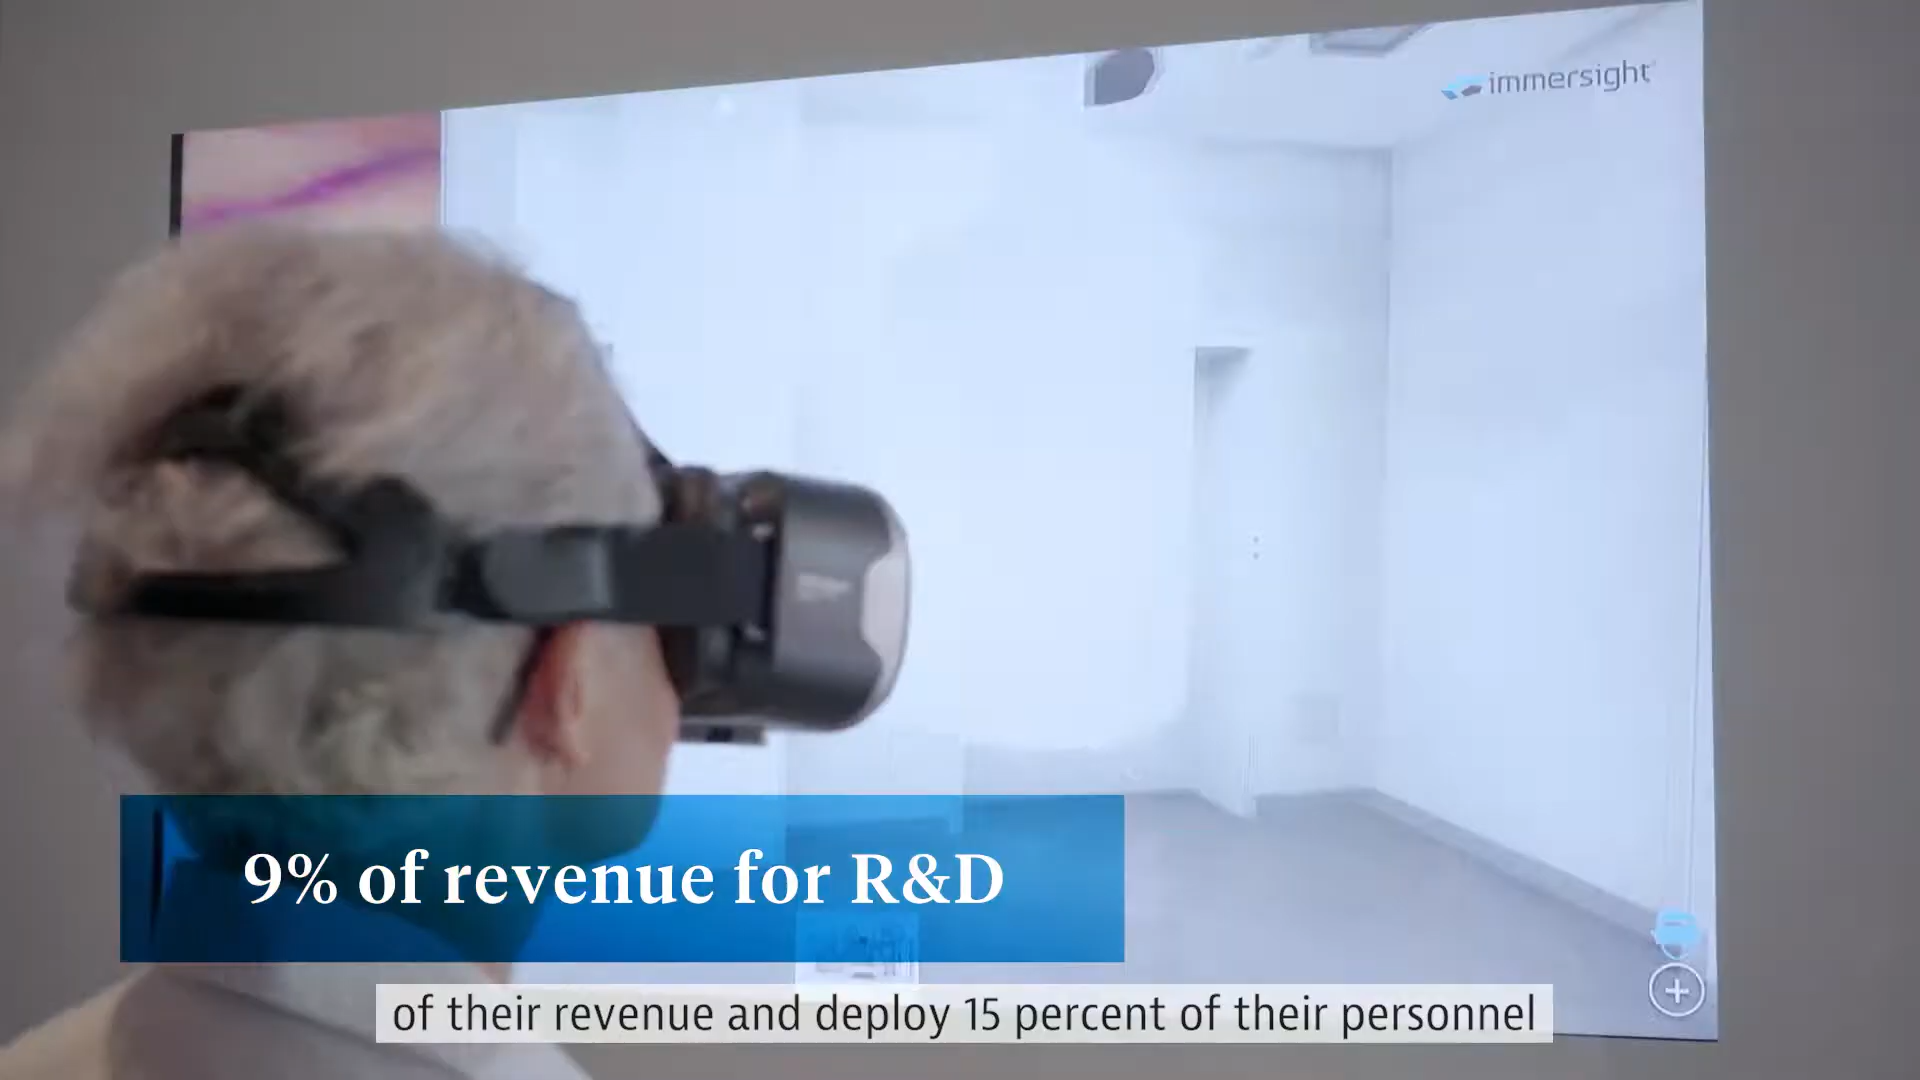 immersight
9% of revenue for R&D
of their revenue and deploy 15 percent of their personnel